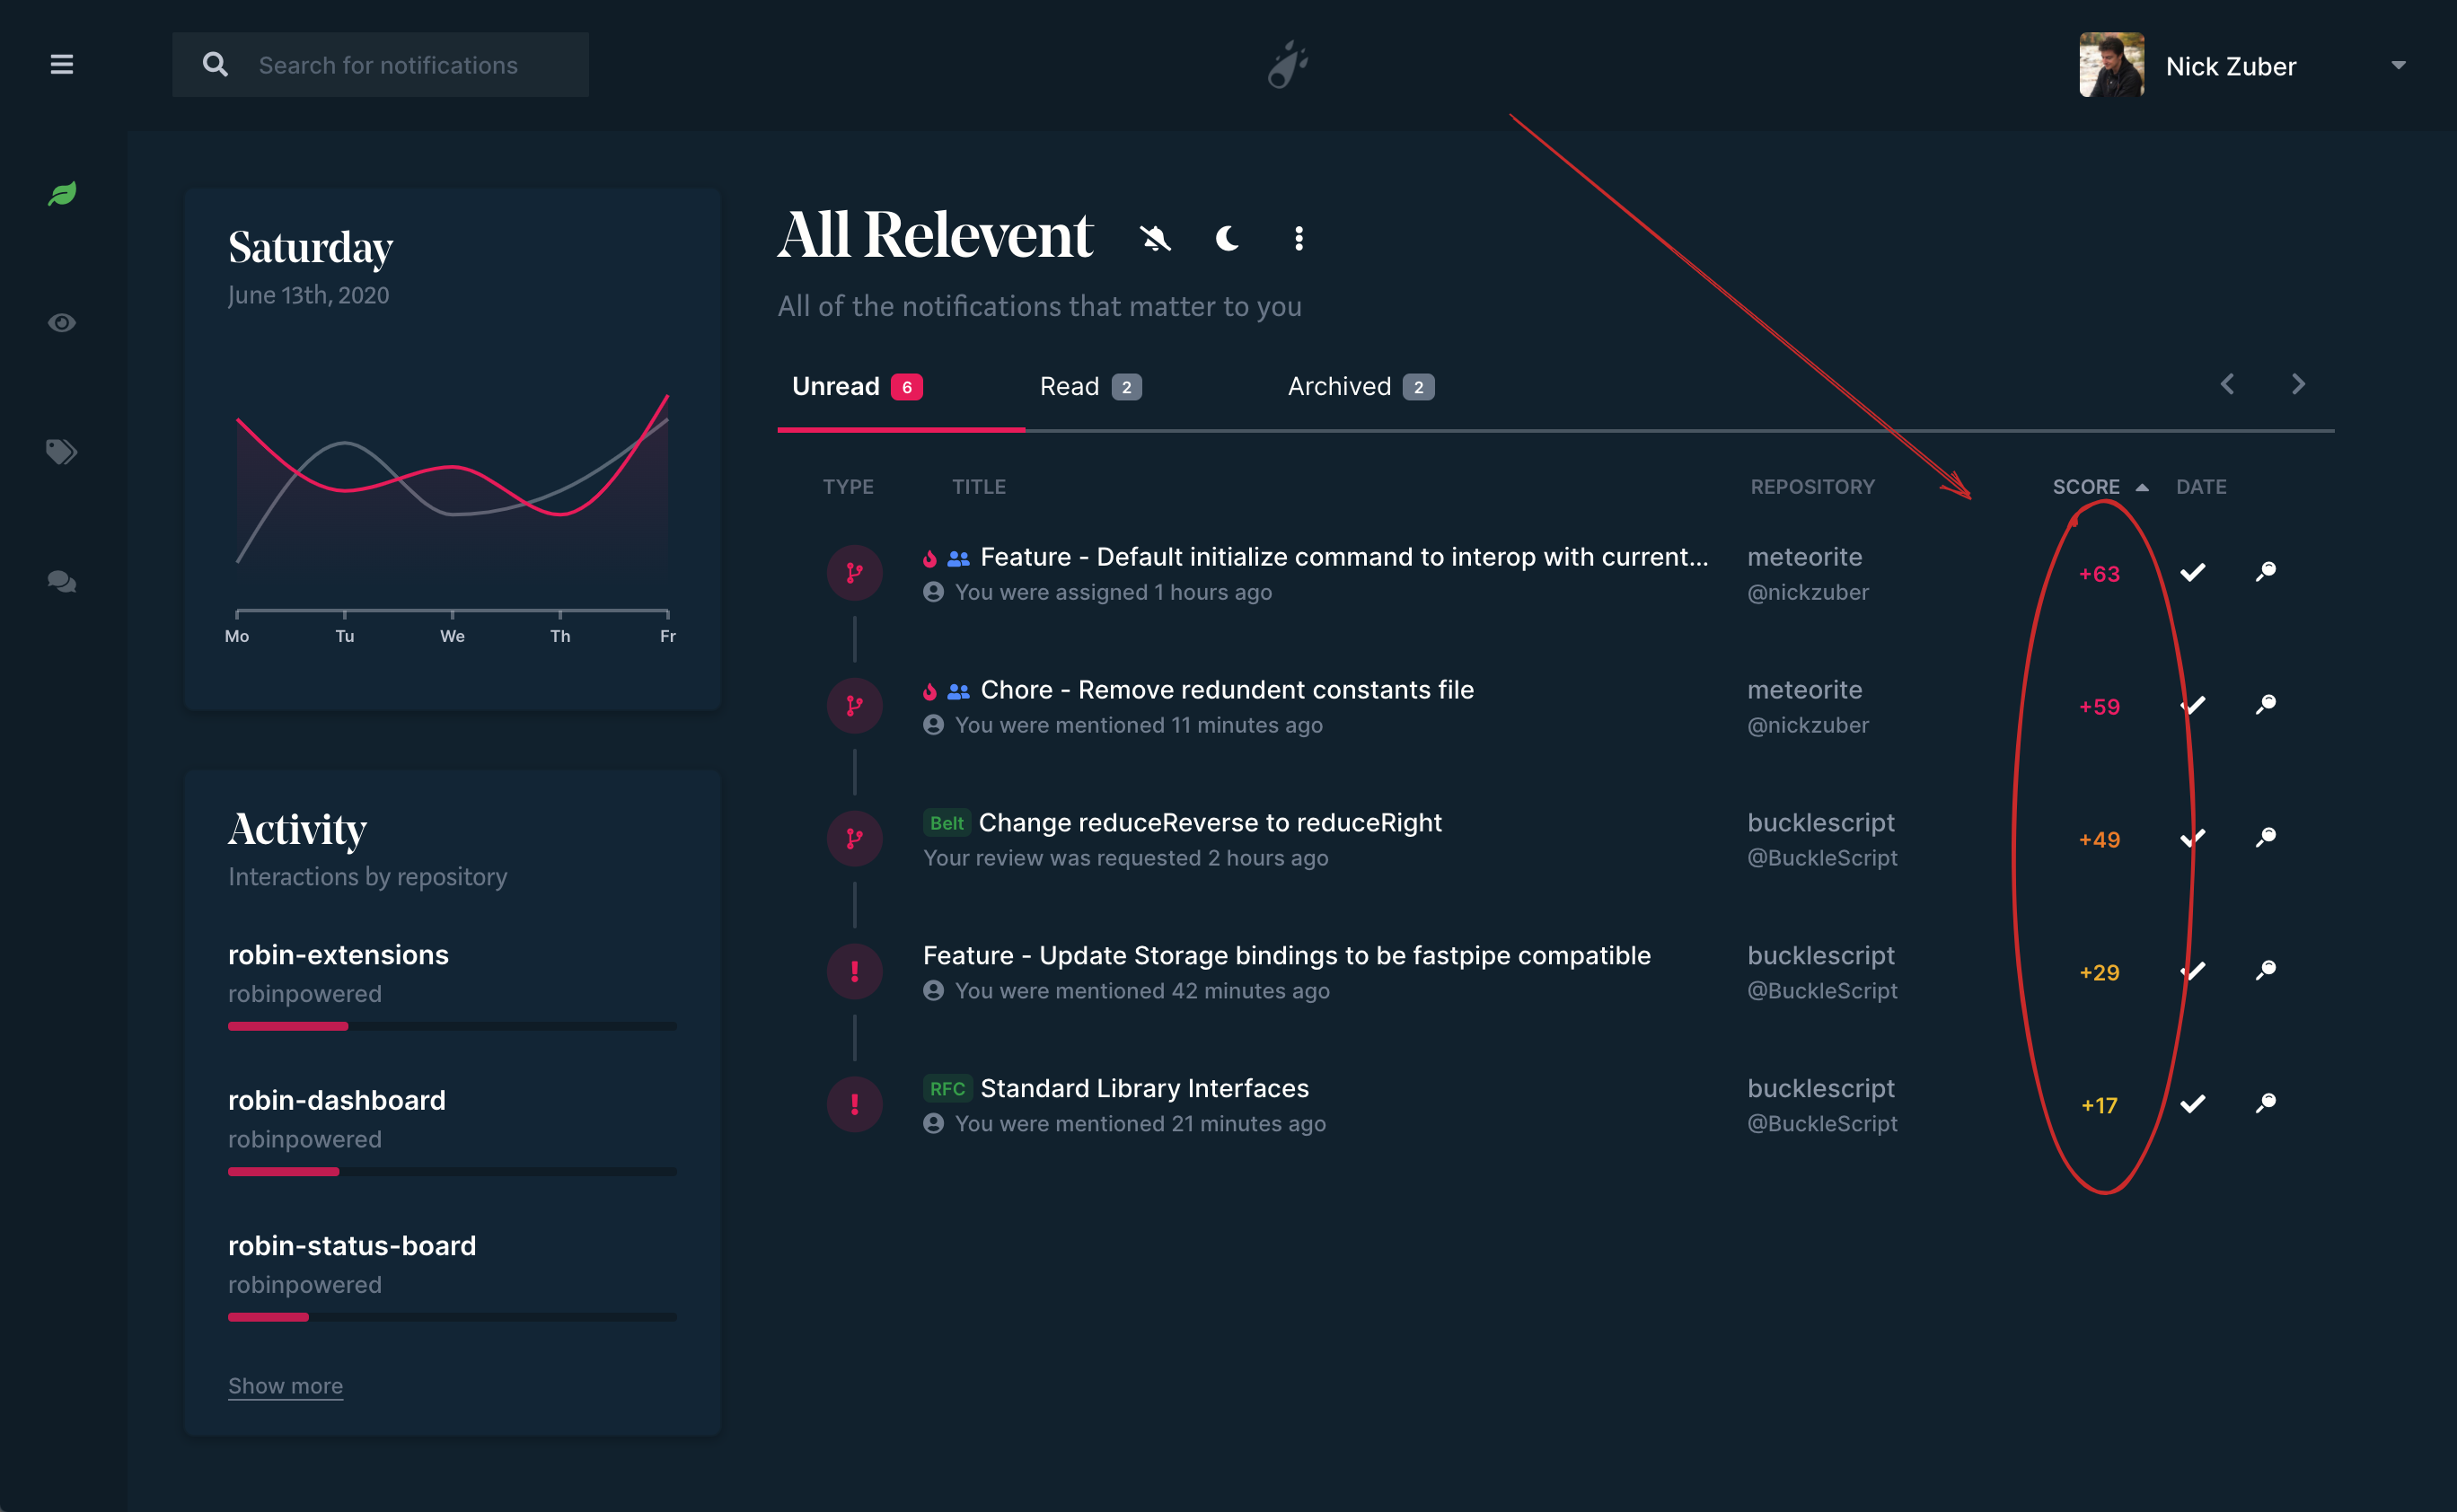 Search for notifications
Nick Zuber
Saturday
June 13th, 2020
Mo Tu We Th Fr
Activity
Interactions by repository
robin-extensions
robinpowered
robin-dashboard
robinpowered
robin-status-board
robinpowered
Show more
All Relevent
All of the notifications that matter to you
Unread 6 Read 2 Archived 2
TYPE TITLE REPOSITORY SCORE DATE
Feature - Default initialize command to interop with current... meteorite +63
You were assigned 1 hours ago @nickzuber
Chore - Remove redundent constants file meteorite +59
You were mentioned 11 minutes ago @nickzuber
Belt Change reduceReverse to reduceRight bucklescript +49
Your review was requested 2 hours ago @BuckleScript
Feature - Update Storage bindings to be fastpipe compatible bucklescript +29
You were mentioned 42 minutes ago @BuckleScript
RFC Standard Library Interfaces bucklescript +17
You were mentioned 21 minutes ago @BuckleScript